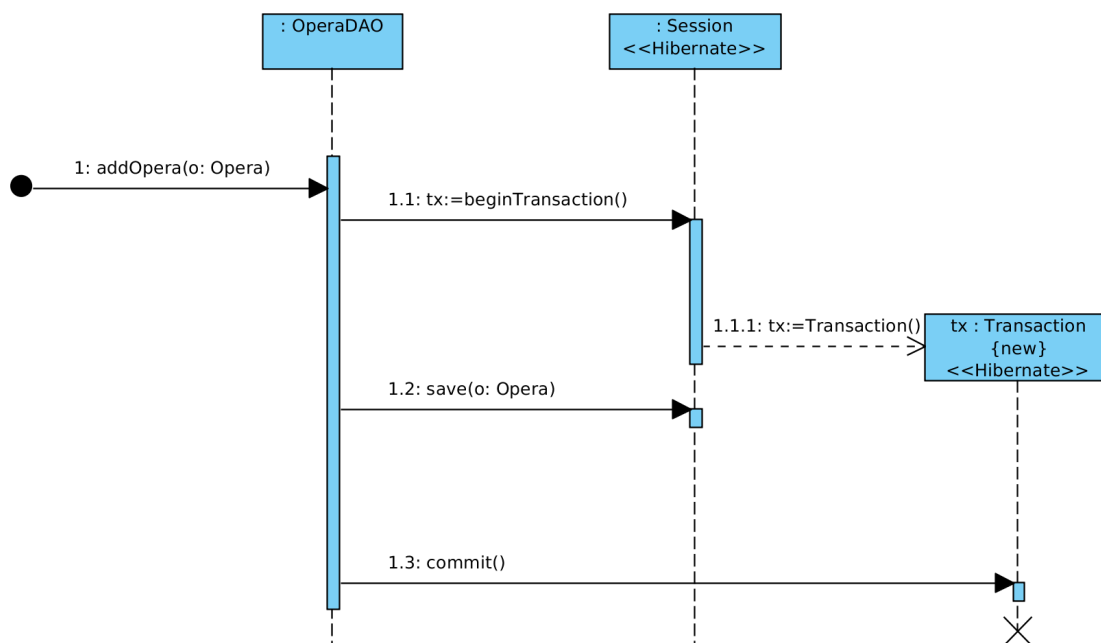 : OperaDAO
: Session
<<Hibernate>>
1: addOpera(o: Opera)
1.1: tx:=beginTransaction()
1.1.1: tx:=Transaction()
tx : Transaction
{new}
<<Hibernate>>
1.2: save(o: Opera)
1.3: commit()